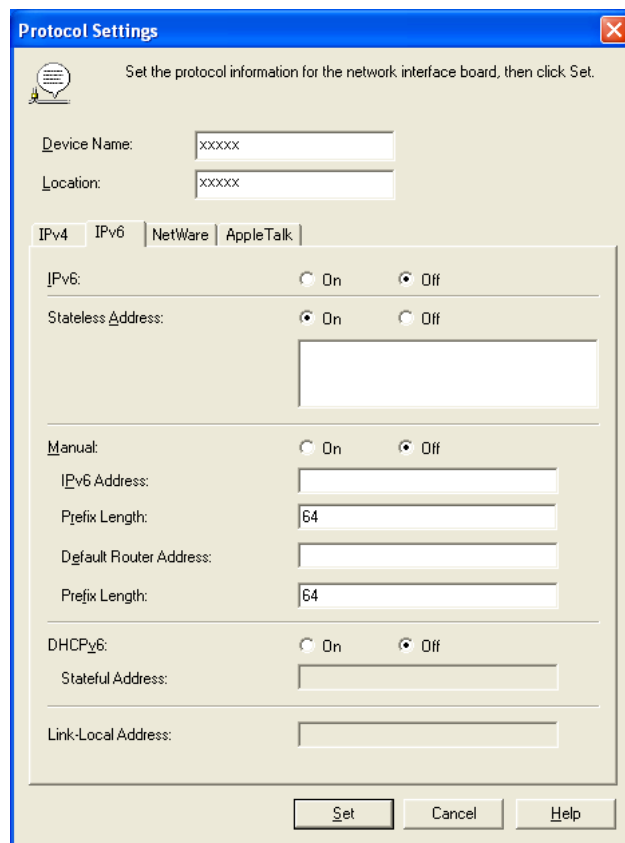 Protocol Settings
Set the protocol information for the network interface board, then click Set.
Device Name: xxxxx
Location: xxxxx
IPv4 IPv6 NetWare AppleTalk
IPv6: On Off
Stateless Address: On Off
Manual: On Off
IPv6 Address:
Prefix Length: 64
Default Router Address:
Prefix Length: 64
DHCPv6: On Off
Stateful Address:
Link-Local Address:
Set Cancel Help